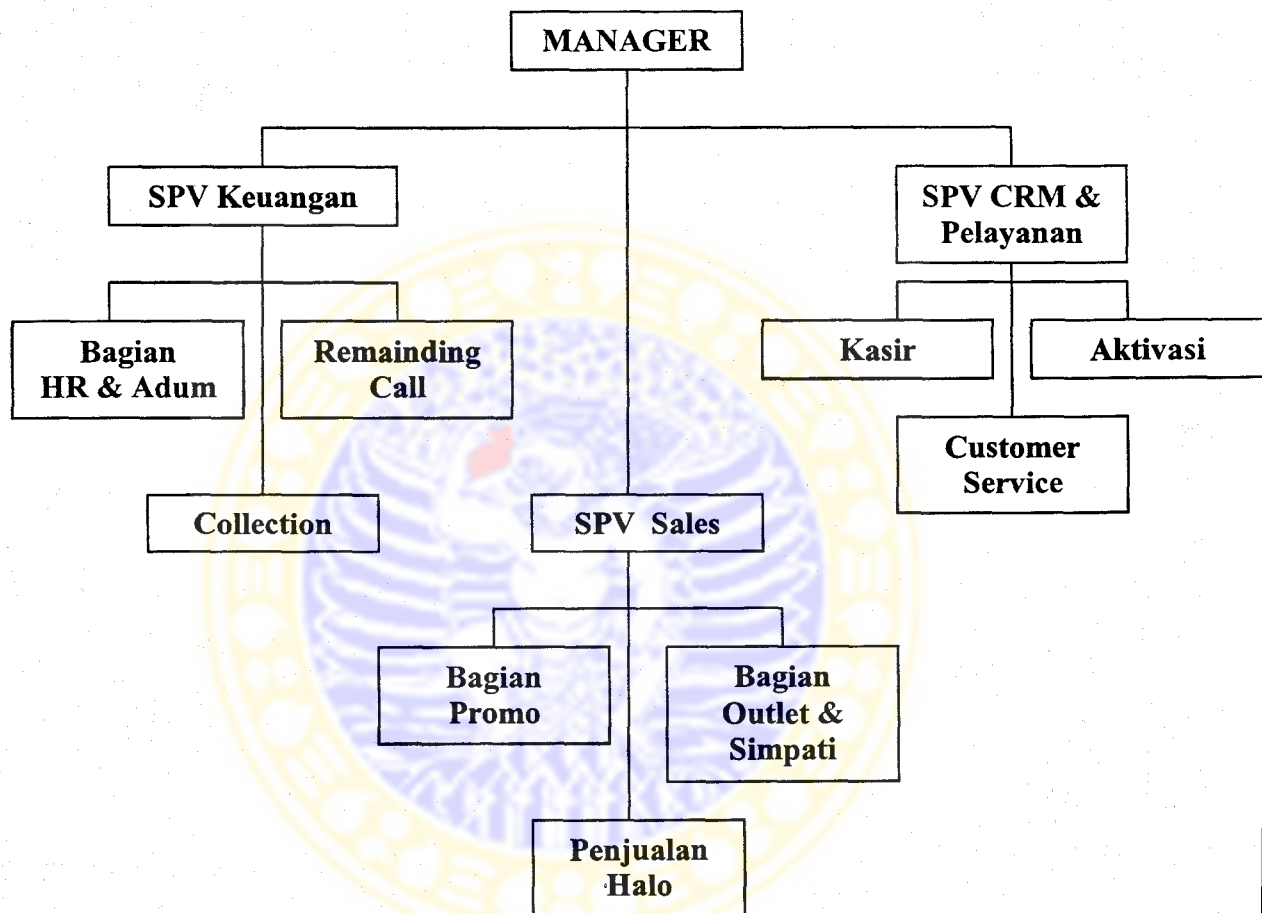 MANAGER
SPV Keuangan
SPV CRM &
Pelayanan
Bagian
HR & Adum
Remainding
Call
Kasir
Aktivasi
Customer
Service
Collection
SPV Sales
Bagian
Promo
Bagian
Outlet &
Simpati
Penjualan
Halo